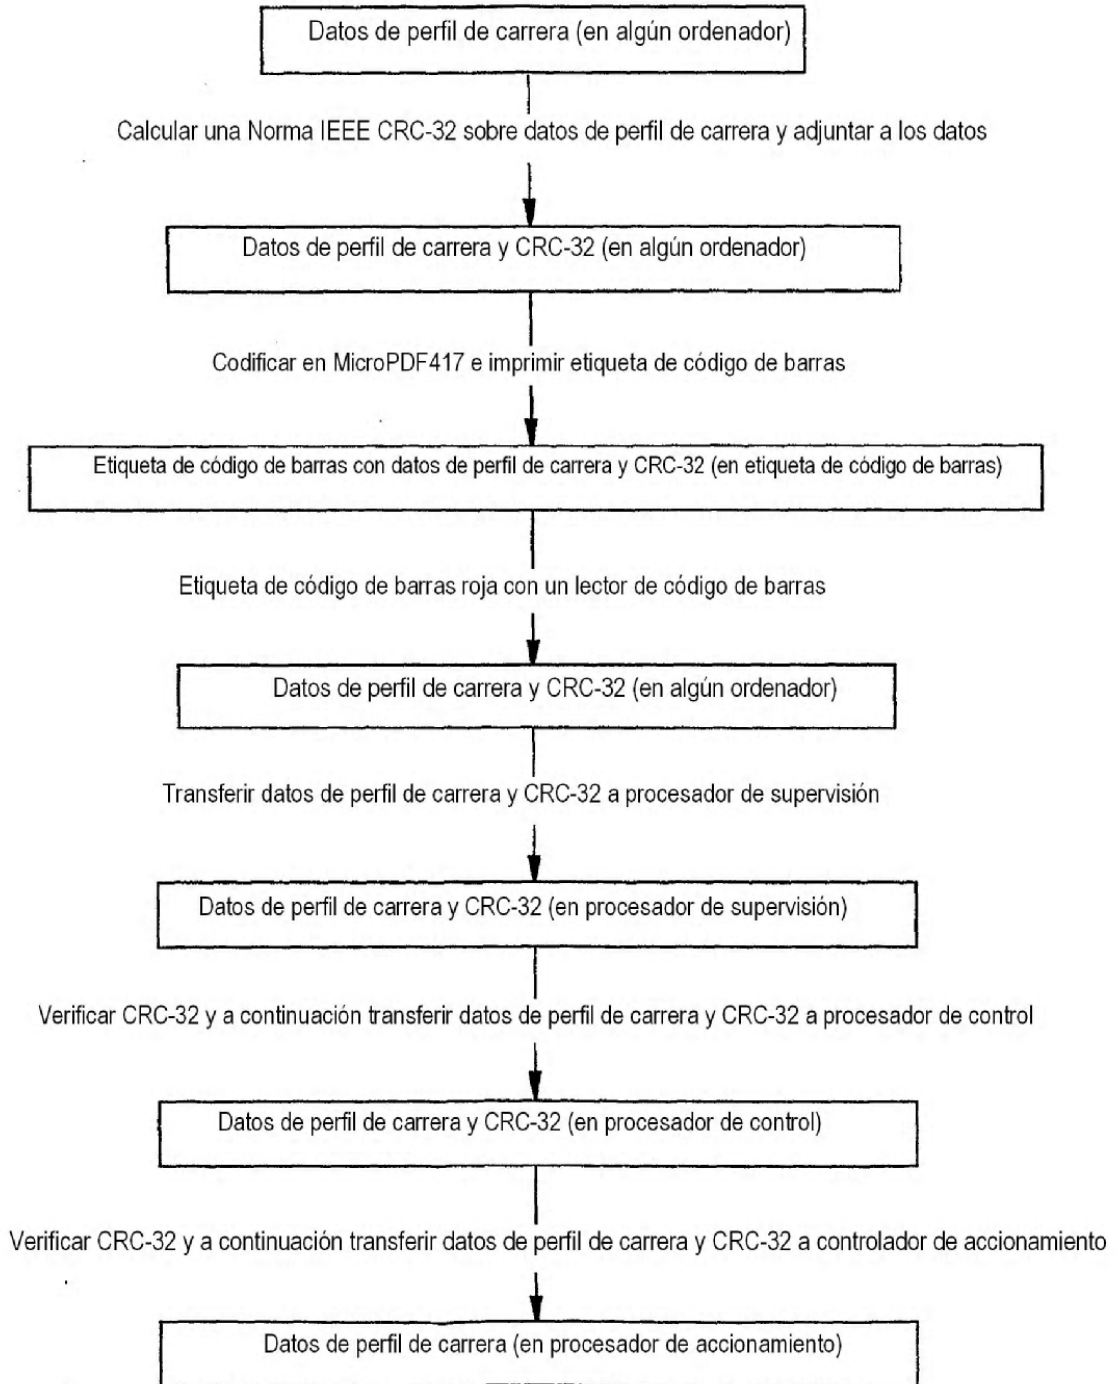 Datos de perfil de carrera (en algún ordenador)
Calcular una Norma IEEE CRC-32 sobre datos de perfil de carrera y adjuntar a los datos
Datos de perfil de carrera y CRC-32 (en algún ordenador)
Codificar en MicroPDF417 e imprimir etiqueta de código de barras
Etiqueta de código de barras con datos de perfil de carrera y CRC-32 (en etiqueta de código de barras)
Etiqueta de código de barras roja con un lector de código de barras
Datos de perfil de carrera y CRC-32 (en algún ordenador)
Transferir datos de perfil de carrera y CRC-32 a procesador de supervisión
Datos de perfil de carrera y CRC-32 (en procesador de supervisión)
Verificar CRC-32 y a continuación transferir datos de perfil de carrera y CRC-32 a procesador de control
Datos de perfil de carrera y CRC-32 (en procesador de control)
Verificar CRC-32 y a continuación transferir datos de perfil de carrera y CRC-32 a controlador de accionamiento
Datos de perfil de carrera (en procesador de accionamiento)